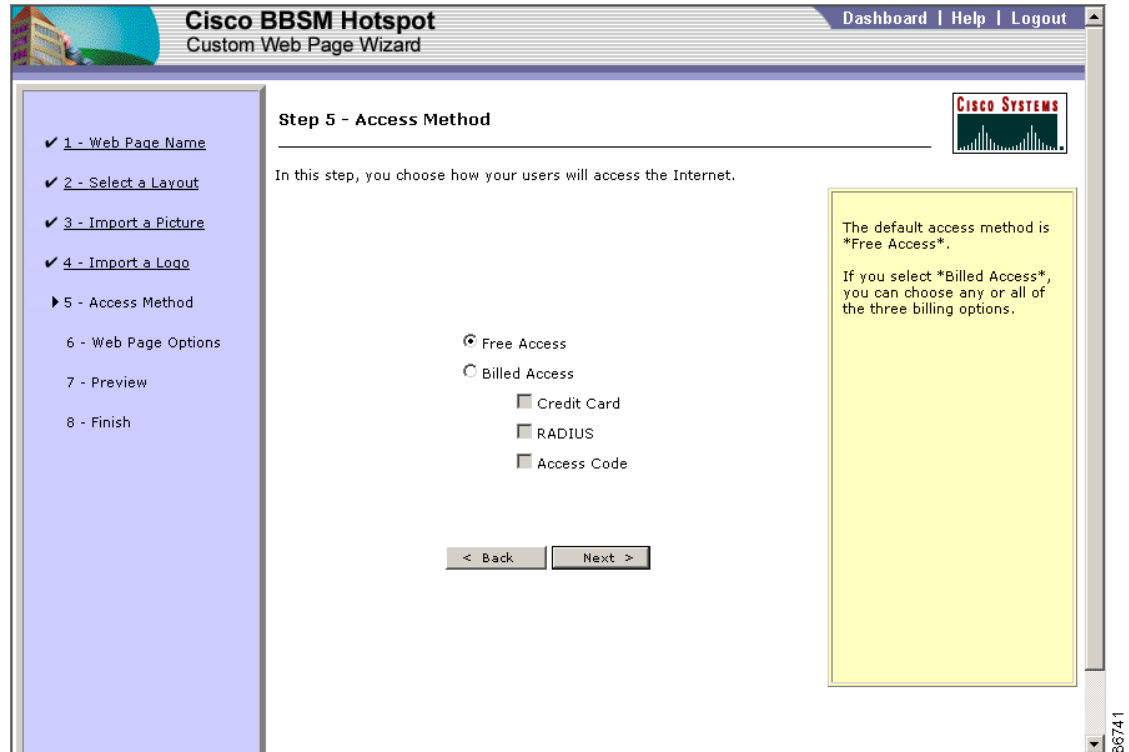 Cisco BBSM Hotspot
Custom Web Page Wizard
Dashboard | Help | Logout
✔ 1 - Web Page Name
✔ 2 - Select a Layout
✔ 3 - Import a Picture
✔ 4 - Import a Logo
5 - Access Method
6 - Web Page Options
7 - Preview
8 - Finish
Step 5 - Access Method
CISCO SYSTEMS
In this step, you choose how your users will access the Internet.
Free Access
Billed Access
Credit Card
RADIUS
Access Code
< Back
Next >
The default access method is
*Free Access*.
If you select *Billed Access*,
you can choose any or all of
the three billing options.
86741